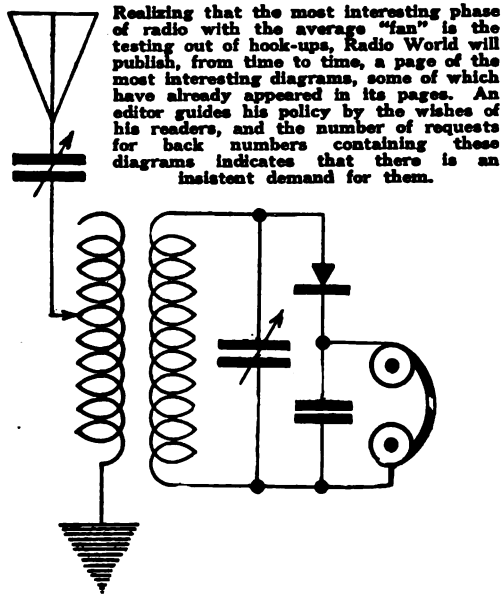 Realizing that the most interesting phase
of radio with the average "fan" is the
testing out of hook-ups, Radio World will
publish, from time to time, a page of the
most interesting diagrams, some of which
have already appeared in its pages. An
editor guides his policy by the wishes of
his readers, and the number of requests
for back numbers containing these
diagrams indicates that there is an
insistent demand for them.